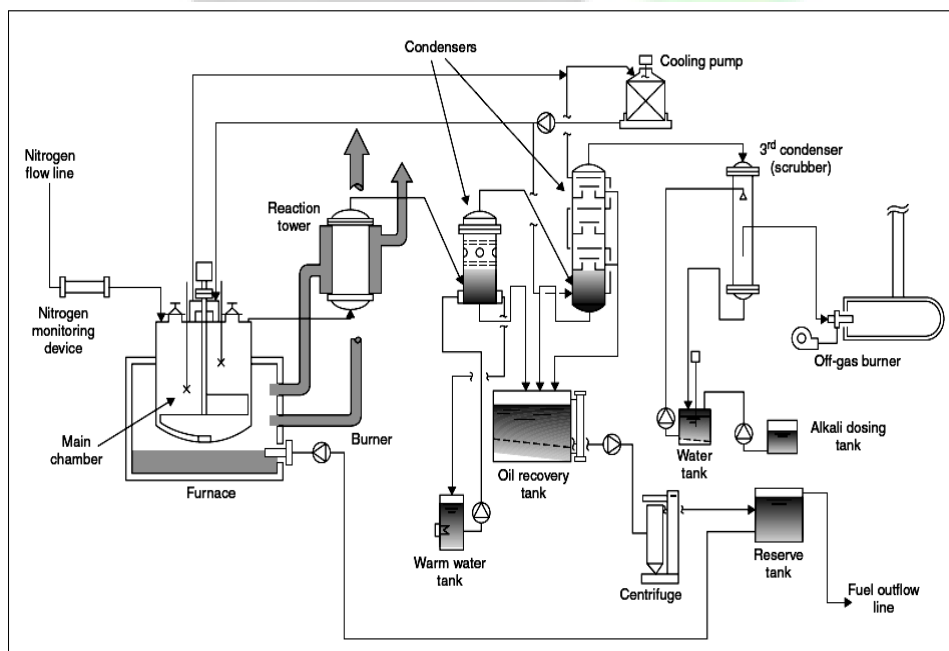 Condensers
Cooling pump
Nitrogen
flow line
3rd condenser
(scrubber)
Reaction
tower
Nitrogen
monitoring
device
Off-gas burner
Main
chamber
Burner
Furnace
Oil recovery
tank
Water
tank
Alkali dosing
tank
Warm water
tank
Centrifuge
Reserve
tank
Fuel outflow
line